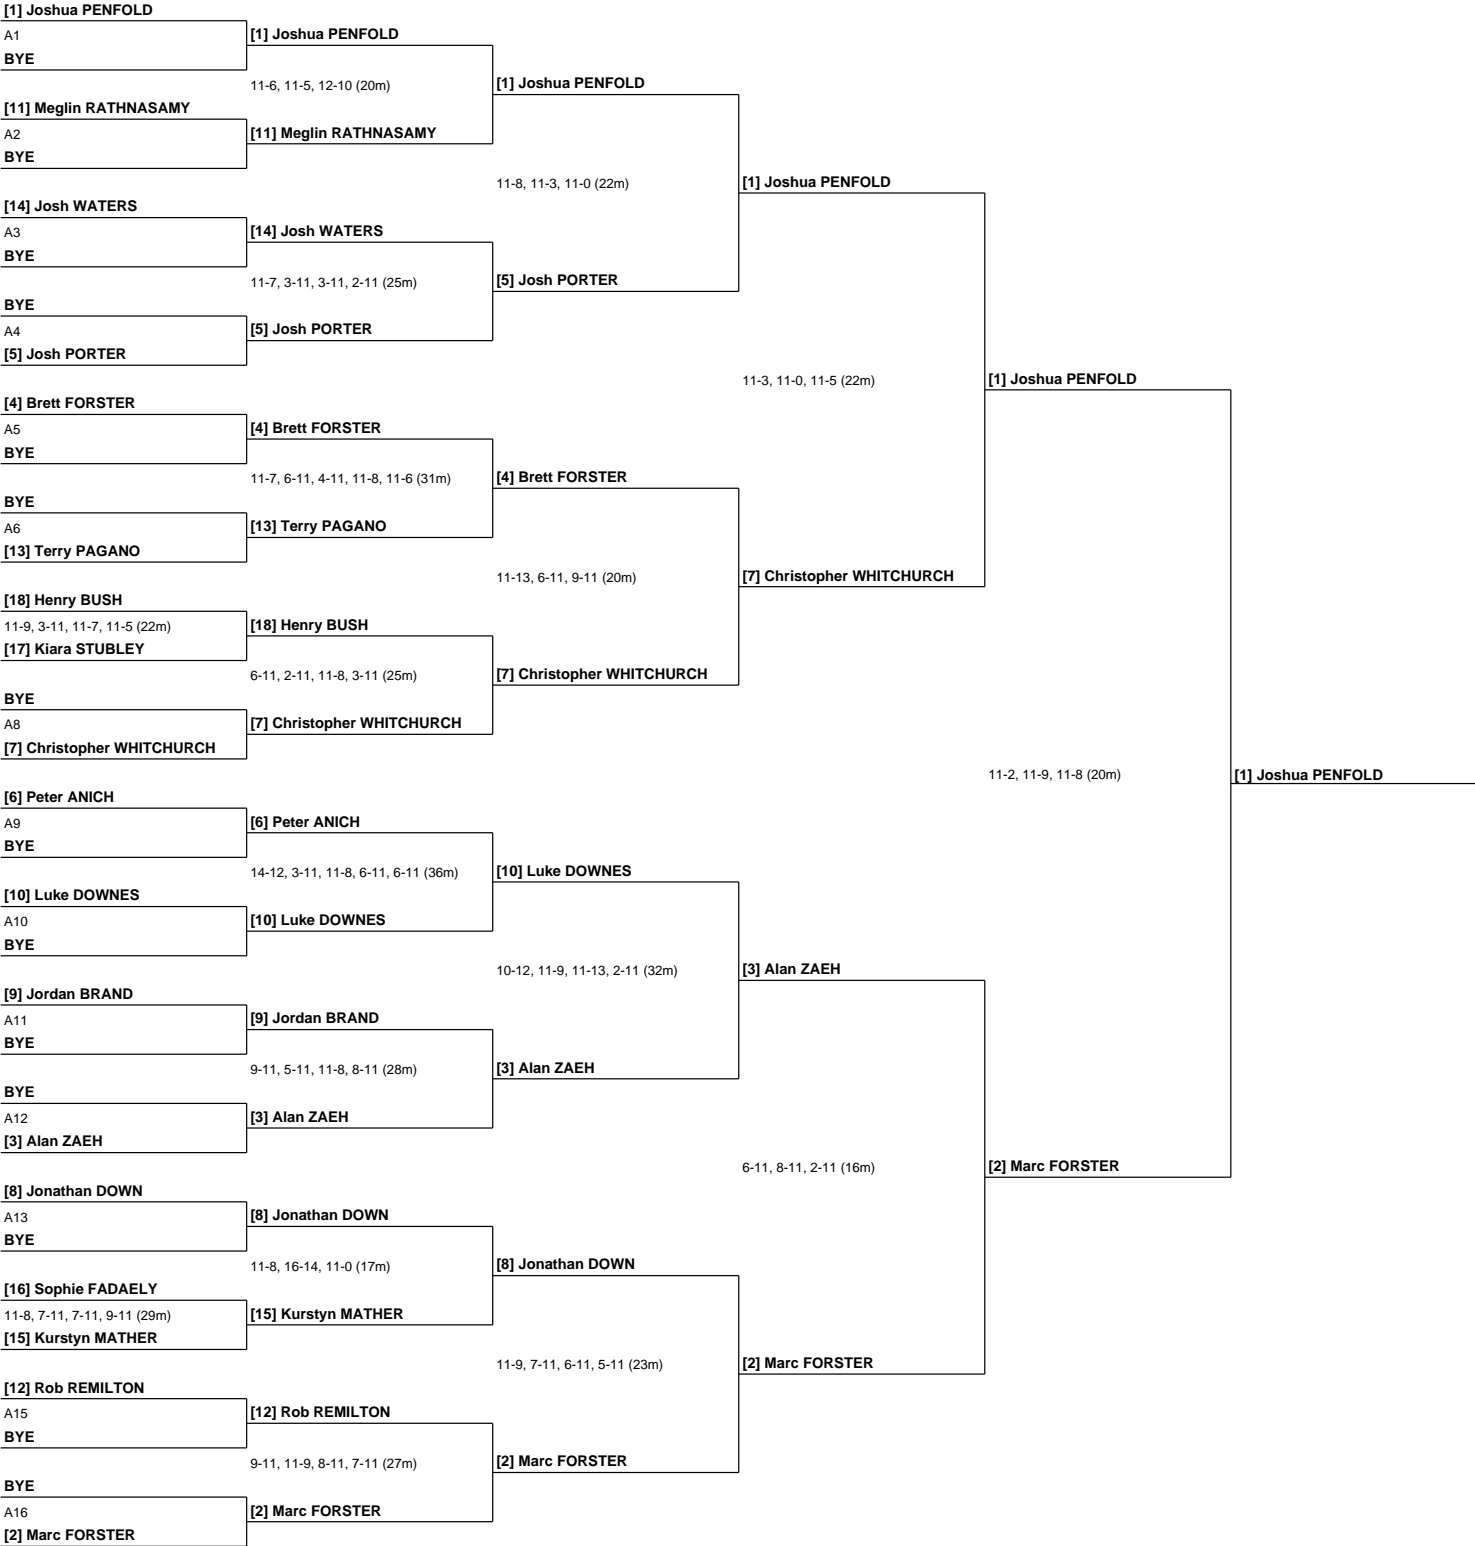 [1] Joshua PENFOLD
A1
BYE
[1] Joshua PENFOLD
11-6, 11-5, 12-10 (20m)
[11] Meglin RATHNASAMY
A2
BYE
[11] Meglin RATHNASAMY
[1] Joshua PENFOLD
11-8, 11-3, 11-0 (22m)
[14] Josh WATERS
A3
BYE
[14] Josh WATERS
11-7, 3-11, 3-11, 2-11 (25m)
BYE
A4
[5] Josh PORTER
[5] Josh PORTER
[5] Josh PORTER
[1] Joshua PENFOLD
11-3, 11-0, 11-5 (22m)
[4] Brett FORSTER
A5
BYE
[4] Brett FORSTER
11-7, 6-11, 4-11, 11-8, 11-6 (31m)
BYE
A6
[13] Terry PAGANO
[13] Terry PAGANO
[4] Brett FORSTER
11-13, 6-11, 9-11 (20m)
[18] Henry BUSH
11-9, 3-11, 11-7, 11-5 (22m)
[17] Kiara STUBLEY
[18] Henry BUSH
6-11, 2-11, 11-8, 3-11 (25m)
BYE
A8
[7] Christopher WHITCHURCH
[7] Christopher WHITCHURCH
[7] Christopher WHITCHURCH
[7] Christopher WHITCHURCH
[1] Joshua PENFOLD
11-2, 11-9, 11-8 (20m)
[1] Joshua PENFOLD
[6] Peter ANICH
A9
BYE
[6] Peter ANICH
14-12, 3-11, 11-8, 6-11, 6-11 (36m)
[10] Luke DOWNES
A10
BYE
[10] Luke DOWNES
[10] Luke DOWNES
10-12, 11-9, 11-13, 2-11 (32m)
[9] Jordan BRAND
A11
BYE
[9] Jordan BRAND
9-11, 5-11, 11-8, 8-11 (28m)
BYE
A12
[3] Alan ZAEH
[3] Alan ZAEH
[3] Alan ZAEH
[3] Alan ZAEH
6-11, 8-11, 2-11 (16m)
[8] Jonathan DOWN
A13
BYE
[8] Jonathan DOWN
11-8, 16-14, 11-0 (17m)
[16] Sophie FADAELY
11-8, 7-11, 7-11, 9-11 (29m)
[15] Kurstyn MATHER
[15] Kurstyn MATHER
[8] Jonathan DOWN
11-9, 7-11, 6-11, 5-11 (23m)
[12] Rob REMILTON
A15
BYE
[12] Rob REMILTON
9-11, 11-9, 8-11, 7-11 (27m)
BYE
A16
[2] Marc FORSTER
[2] Marc FORSTER
[2] Marc FORSTER
[2] Marc FORSTER
[2] Marc FORSTER